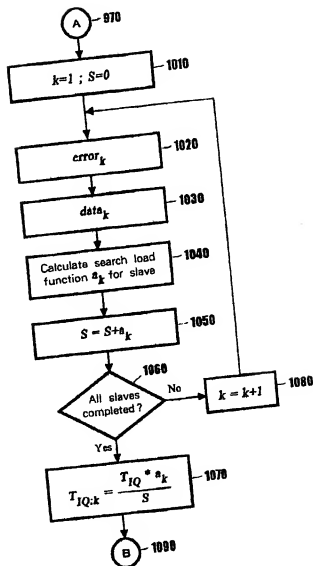 A 970
k=1 ; S=0 1010
error_k 1020
data_k 1030
Calculate search load
function a_k for slave 1040
S = S+a_k 1050
1060
All slaves
completed?
No
k = k+1 1080
Yes
T_IQ:k = T_IQ * a_k / S 1070
B 1090